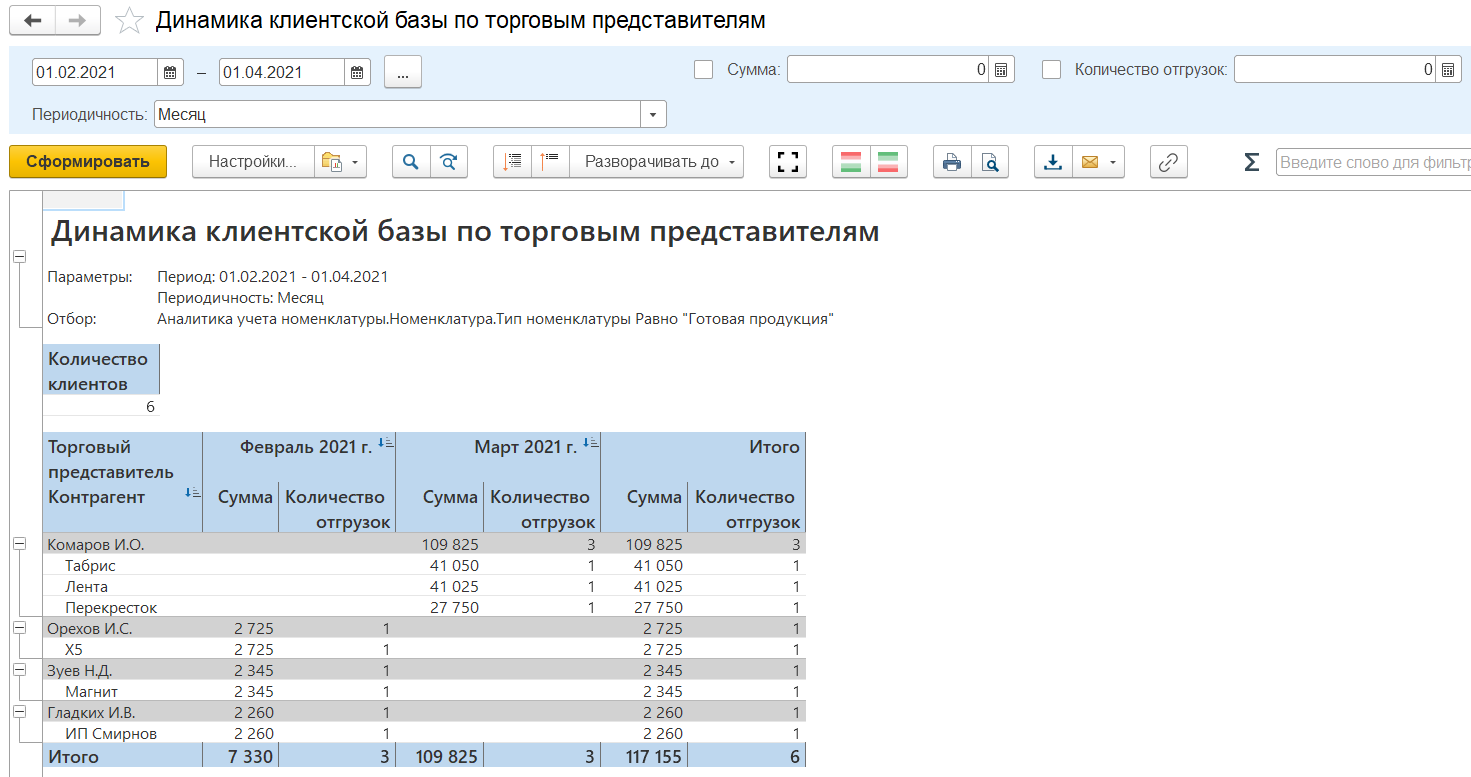 Динамика клиентской базы по торговым представителям
01.02.2021 – 01.04.2021 ... Сумма: 0 Количество отгрузок: 0
Периодичность: Месяц
Сформировать Настройки... Разворачивать до Σ Введите слово для фильтр
Динамика клиентской базы по торговым представителям
Параметры: Период: 01.02.2021 - 01.04.2021
Периодичность: Месяц
Отбор: Аналитика учета номенклатуры.Номенклатура.Тип номенклатуры Равно "Готовая продукция"
Количество
клиентов
6
Торговый Февраль 2021 г. Март 2021 г. Итого
представитель
Контрагент Сумма Количество Сумма Количество Сумма Количество
отгрузок отгрузок отгрузок
Комаров И.О. 109 825 3 109 825 3
Табрис 41 050 1 41 050 1
Лента 41 025 1 41 025 1
Перекресток 27 750 1 27 750 1
Орехов И.С. 2 725 1 2 725 1
X5 2 725 1 2 725 1
Зуев Н.Д. 2 345 1 2 345 1
Магнит 2 345 1 2 345 1
Гладких И.В. 2 260 1 2 260 1
ИП Смирнов 2 260 1 2 260 1
Итого 7 330 3 109 825 3 117 155 6